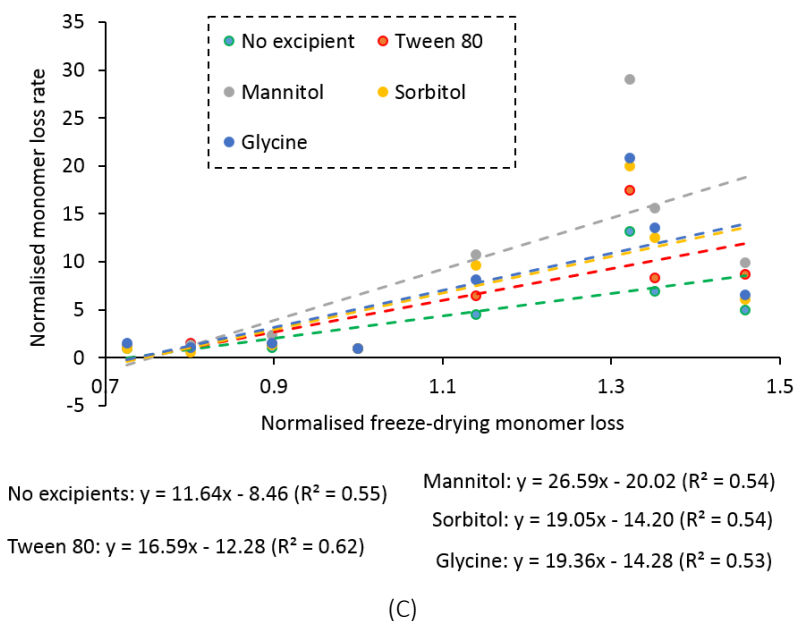 35
30
25
20
15
10
5
0
-5
Normalised monomer loss rate
No excipient
Tween 80
Mannitol
Sorbitol
Glycine
0.7
0.9
1.1
1.3
1.5
Normalised freeze-drying monomer loss
No excipients: y = 11.64x - 8.46 (R² = 0.55)
Tween 80: y = 16.59x - 12.28 (R² = 0.62)
Mannitol: y = 26.59x - 20.02 (R² = 0.54)
Sorbitol: y = 19.05x - 14.20 (R² = 0.54)
Glycine: y = 19.36x - 14.28 (R² = 0.53)
(C)